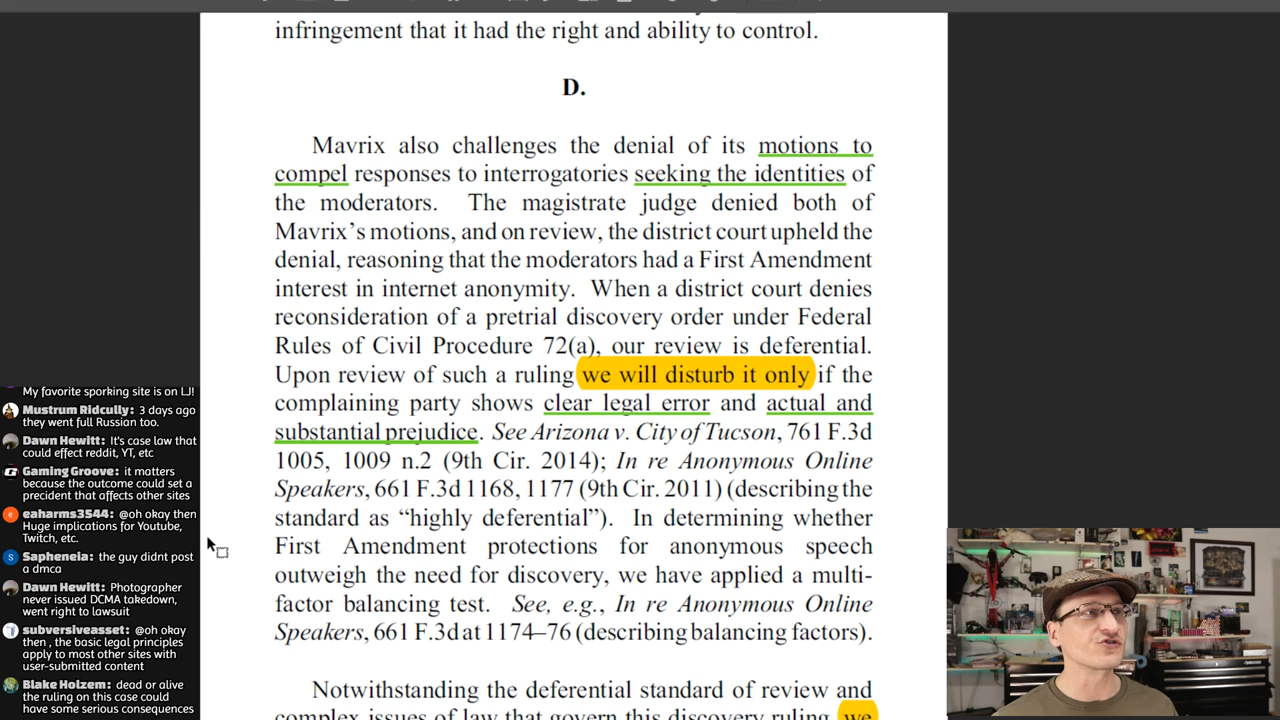 infringement that it had the right and ability to control.
D.
Mavrix also challenges the denial of its motions to
compel responses to interrogatories seeking the identities of
the moderators. The magistrate judge denied both of
Mavrix's motions, and on review, the district court upheld the
denial, reasoning that the moderators had a First Amendment
interest in internet anonymity. When a district court denies
reconsideration of a pretrial discovery order under Federal
Rules of Civil Procedure 72(a), our review is deferential.
Upon review of such a ruling we will disturb it only if the
complaining party shows clear legal error and actual and
substantial prejudice. See Arizona v. City of Tucson, 761 F.3d
1005, 1009 n.2 (9th Cir. 2014); In re Anonymous Online
Speakers, 661 F.3d 1168, 1177 (9th Cir. 2011) (describing the
standard as “highly deferential”). In determining whether
First Amendment protections for anonymous speech
outweigh the need for discovery, we have applied a multi-
factor balancing test. See, e.g., In re Anonymous Online
Speakers, 661 F.3d at 1174–76 (describing balancing factors).
Notwithstanding the deferential standard of review and
complex issues of law that govern this discovery ruling, we
My favorite sporking site is on LJ!
Mustrum Ridcully: 3 days ago
they went full Russian too.
Dawn Hewitt: It's case law that
could effect reddit, YT, etc
Gaming Groove: it matters
because the outcome could set a
precident that affects other sites
eaharms3544: @oh okay then
Huge implications for Youtube,
Twitch, etc.
Sapheneia: the guy didnt post
a dmca
Dawn Hewitt: Photographer
never issued DCMA takedown,
went right to lawsuit
subversiveasset: @oh okay
then , the basic legal principles
apply to most other sites with
user-submitted content
Blake Holzem: dead or alive
the ruling on this case could
have some serious consequences